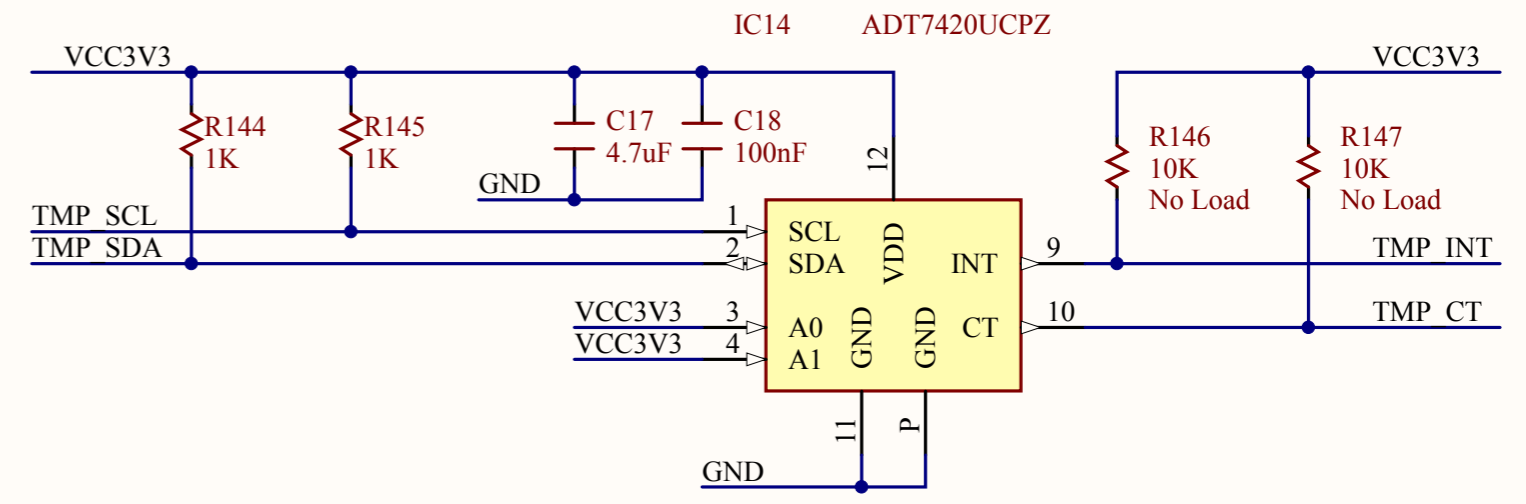 IC14 ADT7420UCPZ
VCC3V3
VCC3V3
R144
1K
R145
1K
C17
4.7uF
C18
100nF
R146
10K
No Load
R147
10K
No Load
12
GND
TMP_SCL
1
SCL
TMP_SDA
2
SDA
VDD
INT
9
TMP_INT
VCC3V3
3
A0
VCC3V3
4
A1
GND
GND
CT
10
TMP_CT
11
P
GND